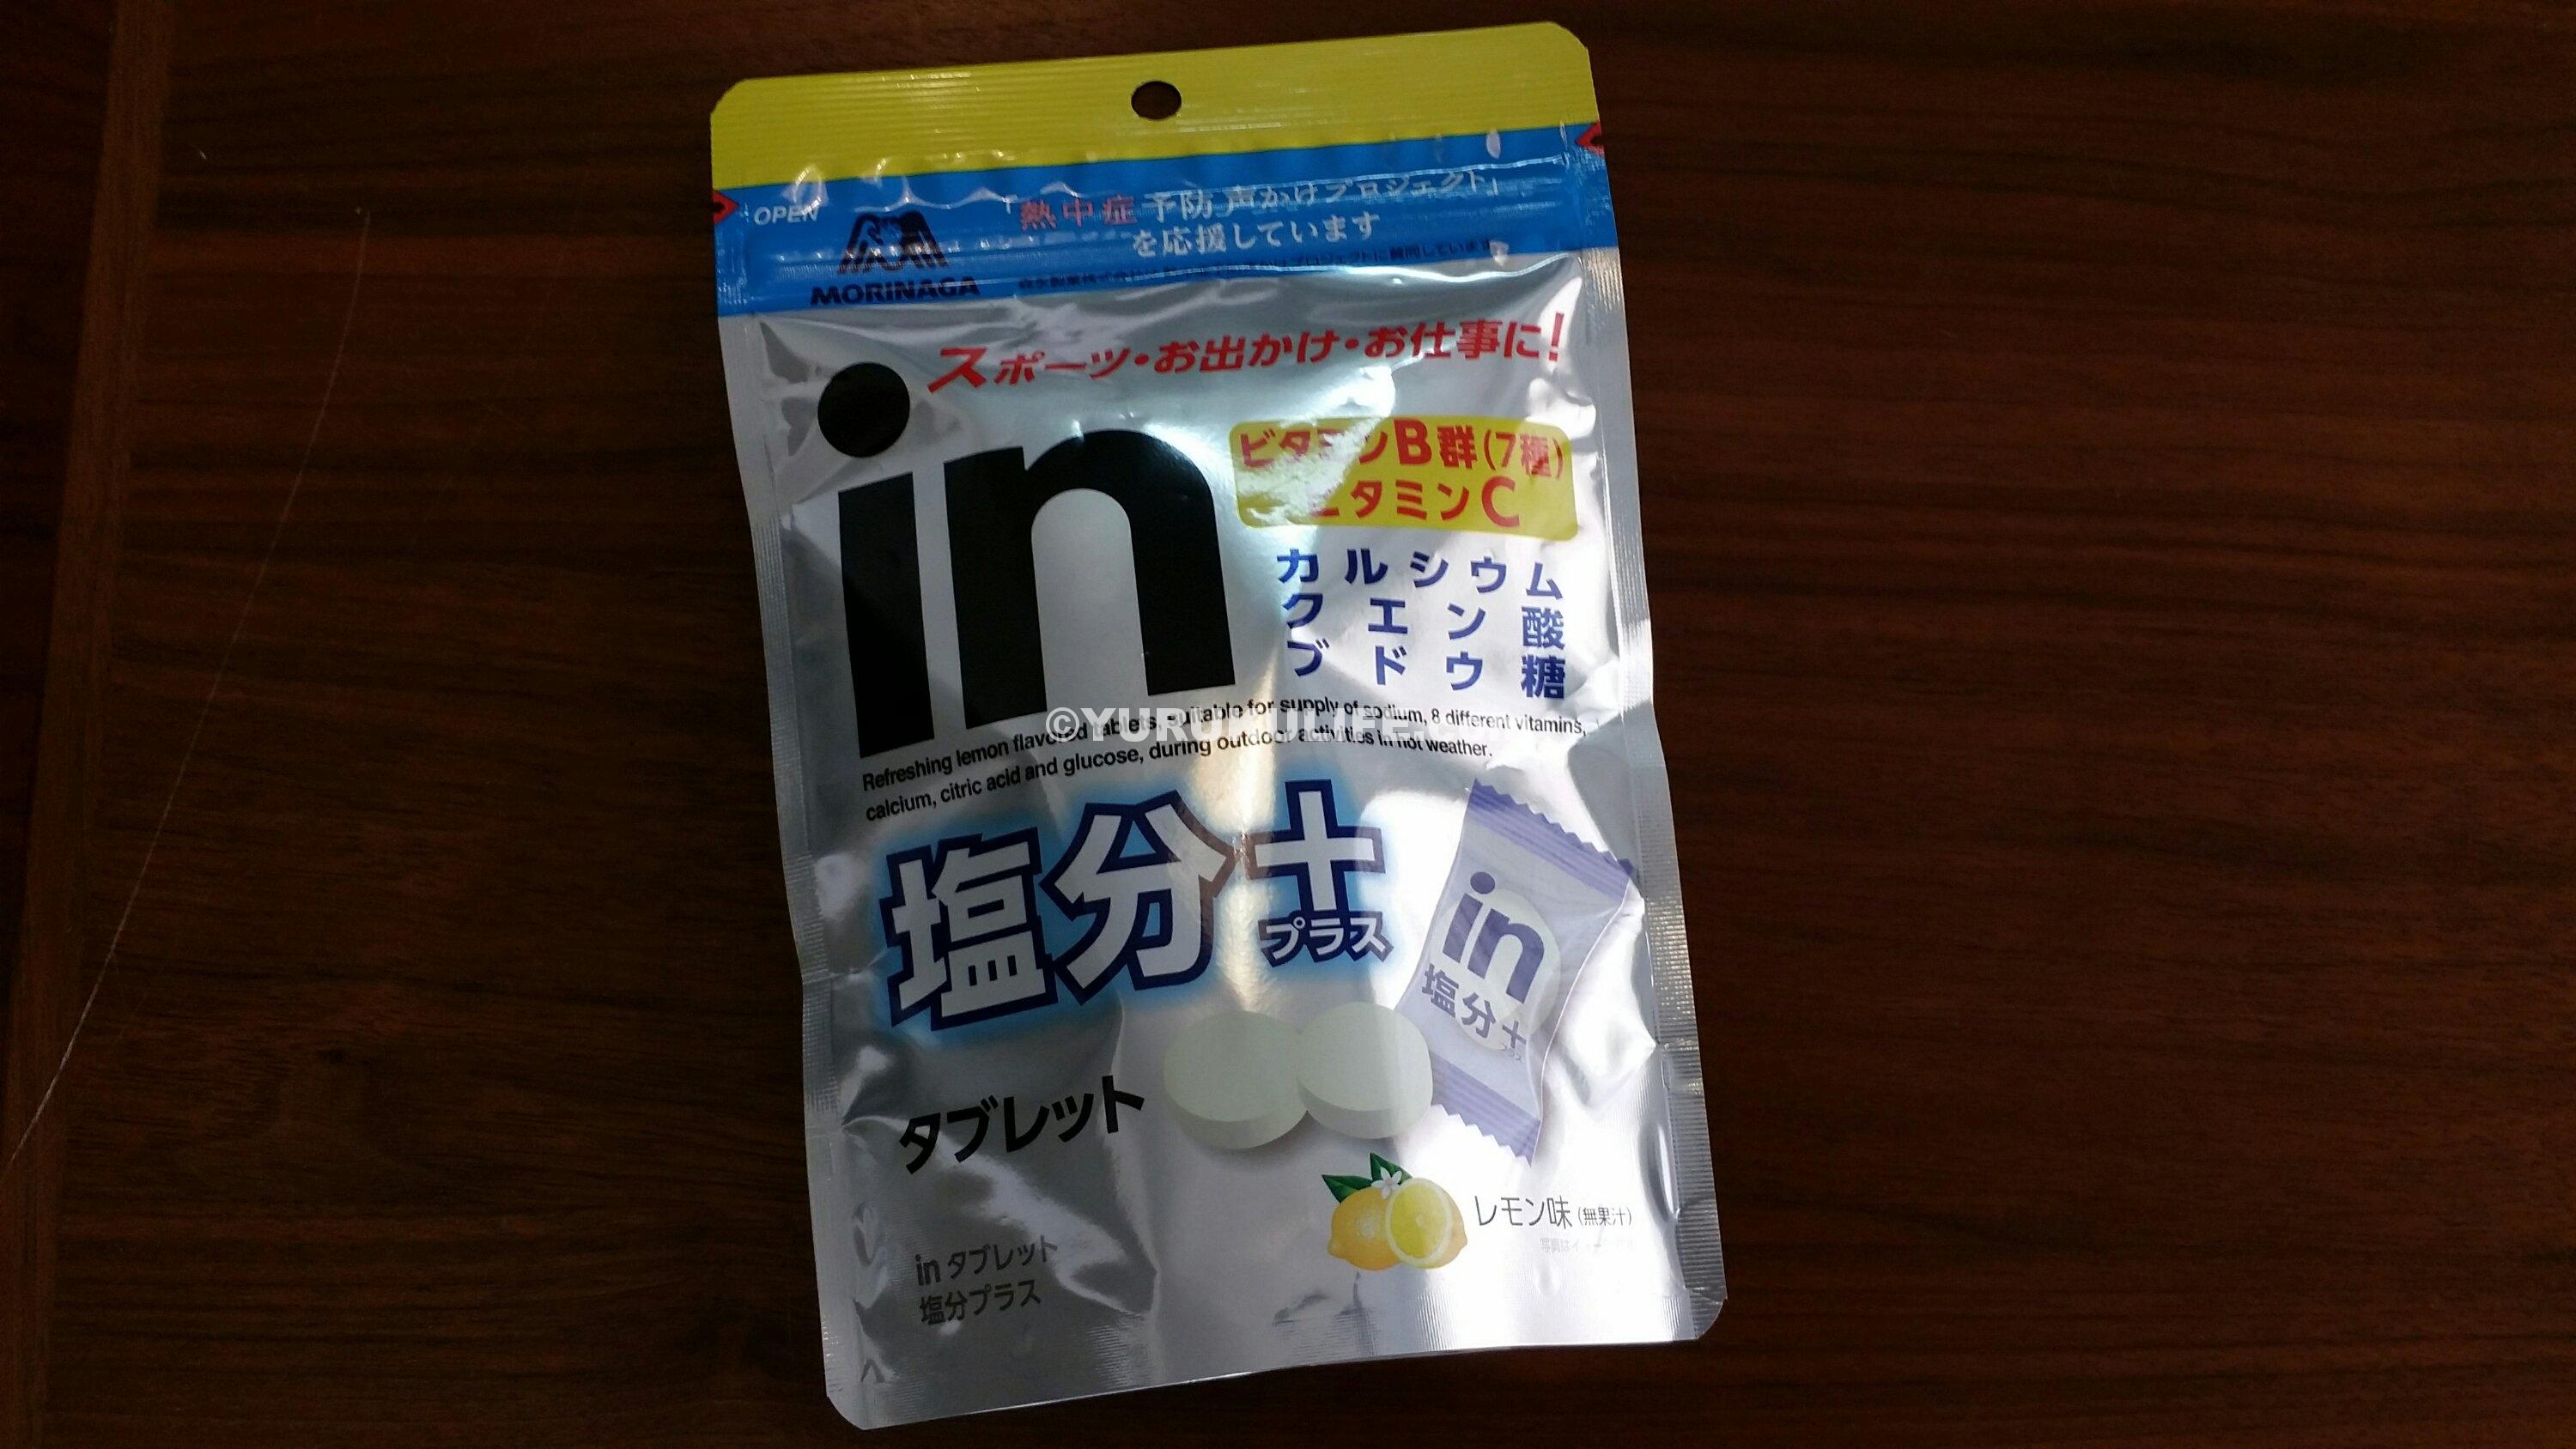 OPEN
MORINAGA
「熱中症予防声かけプロジェクト」
を応援しています
スポーツ・お出かけ・お仕事に!
in
ビタミンB群(7種)
ビタミンC
カルシウム
クエン酸
ブドウ糖
Refreshing lemon flavored tablets, suitable for supply of sodium, 8 different vitamins,
calcium, citric acid and glucose, during outdoor activities in hot weather.
塩分+
プラス
in
塩分+
プラス
タブレット
レモン味(無果汁)
in タブレット
塩分プラス